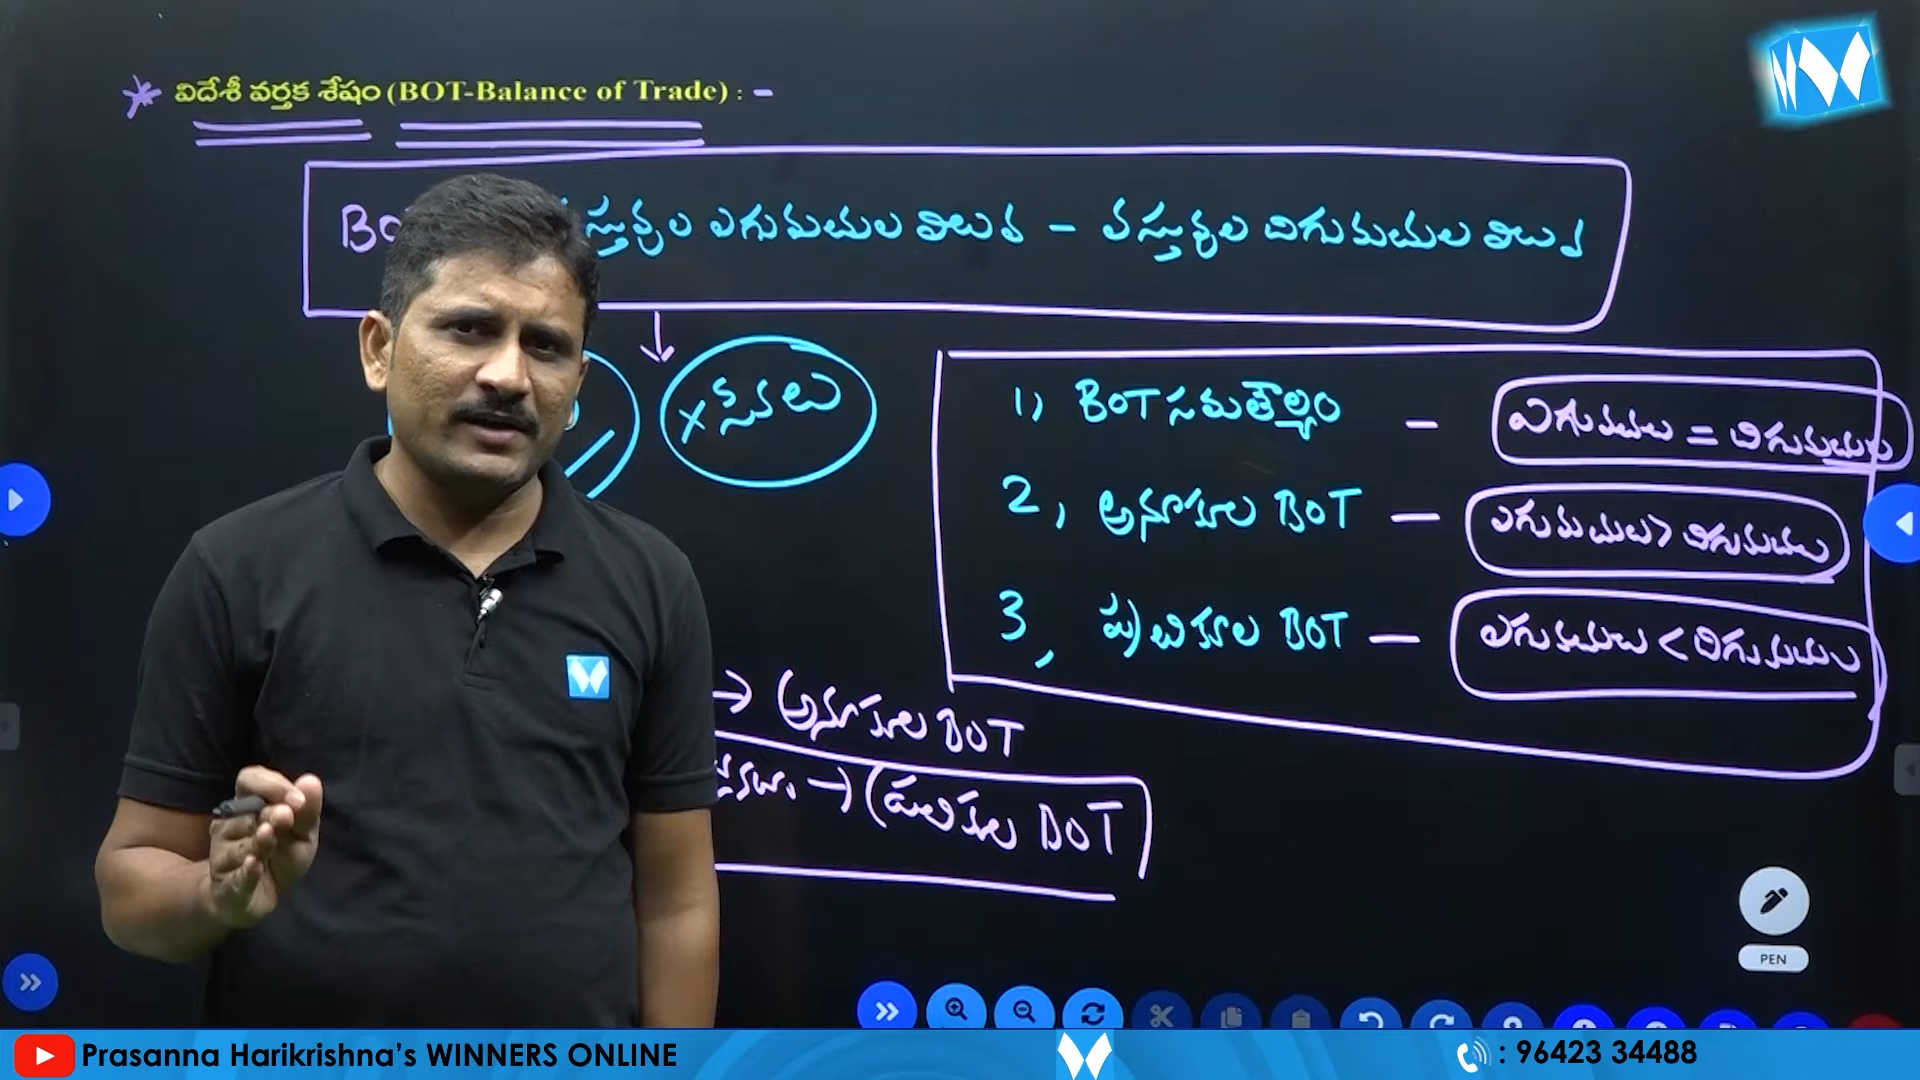 విదేశీ వర్తక శేషం (BOT-Balance of Trade) : -
వస్తువుల ఎగుమతుల విలువ - వస్తువుల దిగుమతుల విలువ
x సేవలు
1) BOT సమతౌల్యం - ఎగుమతులు = దిగుమతులు
2, అనూకూల BOT - ఎగుమతులు > దిగుమతులు
3, ప్రతికూల BOT - ఎగుమతులు < దిగుమతులు
→ అనూకూల BOT
→ (ప్రతికూల BOT
PEN
Prasanna Harikrishna's WINNERS ONLINE
: 96423 34488